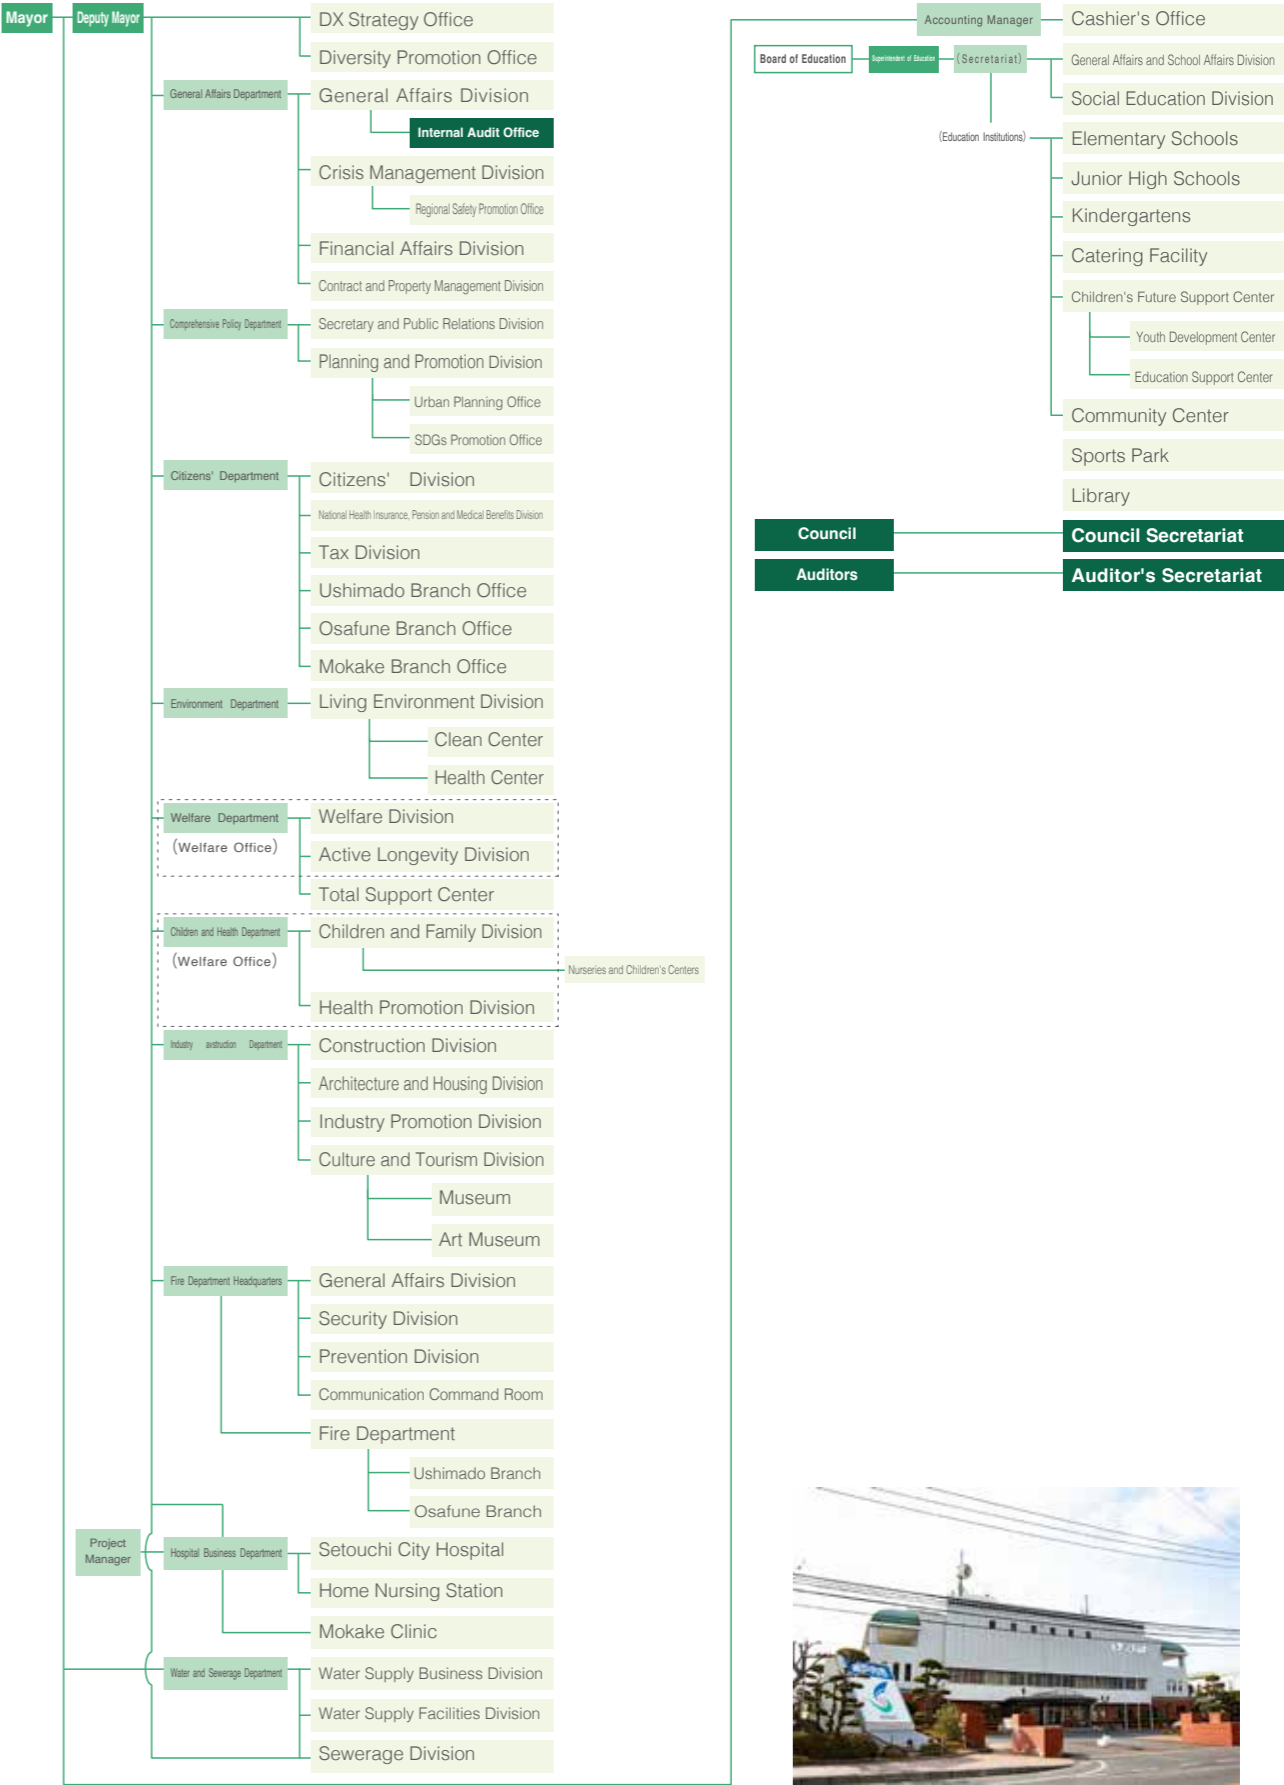 Mayor
Deputy Mayor
DX Strategy Office
Diversity Promotion Office
General Affairs Department
General Affairs Division
Internal Audit Office
Crisis Management Division
Regional Safety Promotion Office
Financial Affairs Division
Contract and Property Management Division
Comprehensive Policy Department
Secretary and Public Relations Division
Planning and Promotion Division
Urban Planning Office
SDGs Promotion Office
Citizens' Department
Citizens' Division
National Health Insurance, Pension and Medical Benefits Division
Tax Division
Ushimado Branch Office
Osafune Branch Office
Mokake Branch Office
Environment Department
Living Environment Division
Clean Center
Health Center
Welfare Department
(Welfare Office)
Welfare Division
Active Longevity Division
Total Support Center
Children and Health Department
(Welfare Office)
Children and Family Division
Nurseries and Children's Centers
Health Promotion Division
Industry avstruction Department
Construction Division
Architecture and Housing Division
Industry Promotion Division
Culture and Tourism Division
Museum
Art Museum
Fire Department Headquarters
General Affairs Division
Security Division
Prevention Division
Communication Command Room
Fire Department
Ushimado Branch
Osafune Branch
Project
Manager
Hospital Business Department
Setouchi City Hospital
Home Nursing Station
Mokake Clinic
Water and Sewerage Department
Water Supply Business Division
Water Supply Facilities Division
Sewerage Division
Accounting Manager
Cashier's Office
Board of Education
Superintendent of Education
(Secretariat)
General Affairs and School Affairs Division
Social Education Division
(Education Institutions)
Elementary Schools
Junior High Schools
Kindergartens
Catering Facility
Children's Future Support Center
Youth Development Center
Education Support Center
Community Center
Sports Park
Library
Council
Council Secretariat
Auditors
Auditor's Secretariat